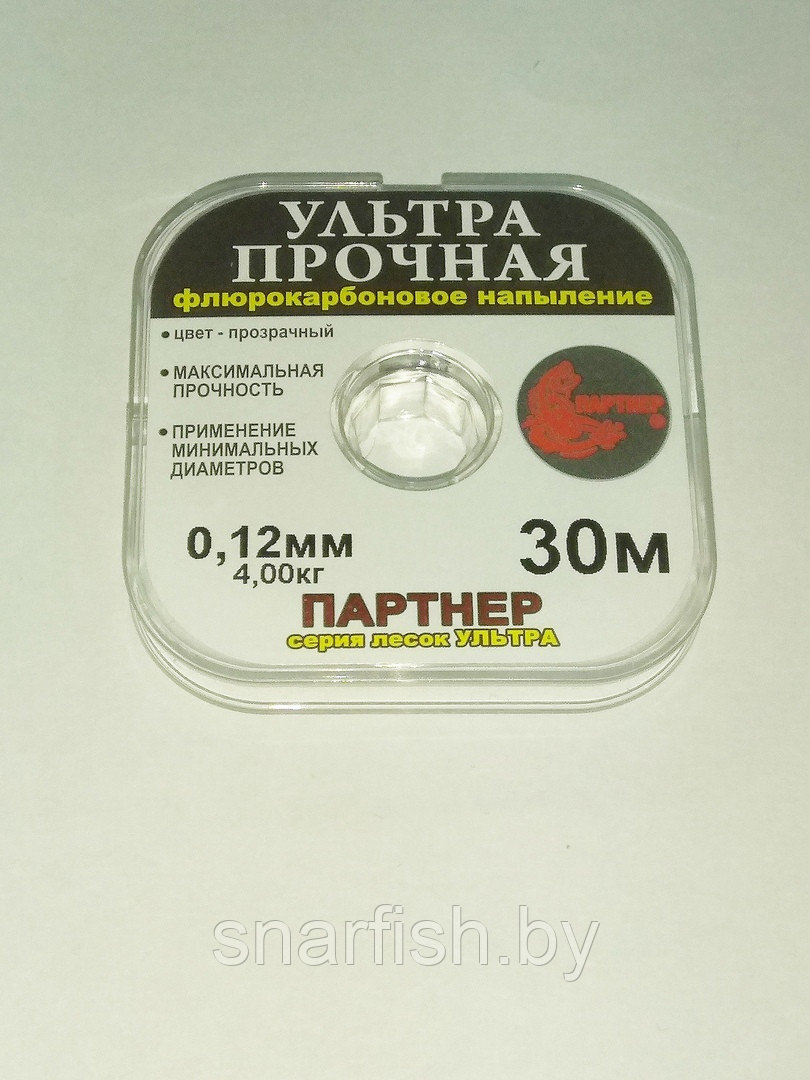 УЛЬТРА
ПРОЧНАЯ
флюрокарбоновое напыление
• цвет - прозрачный
• МАКСИМАЛЬНАЯ
ПРОЧНОСТЬ
• ПРИМЕНЕНИЕ
МИНИМАЛЬНЫХ
ДИАМЕТРОВ
ПАРТНЕР
0,12мм
4,00кг
30м
ПАРТНЕР
серия лесок УЛЬТРА
snarfish.by